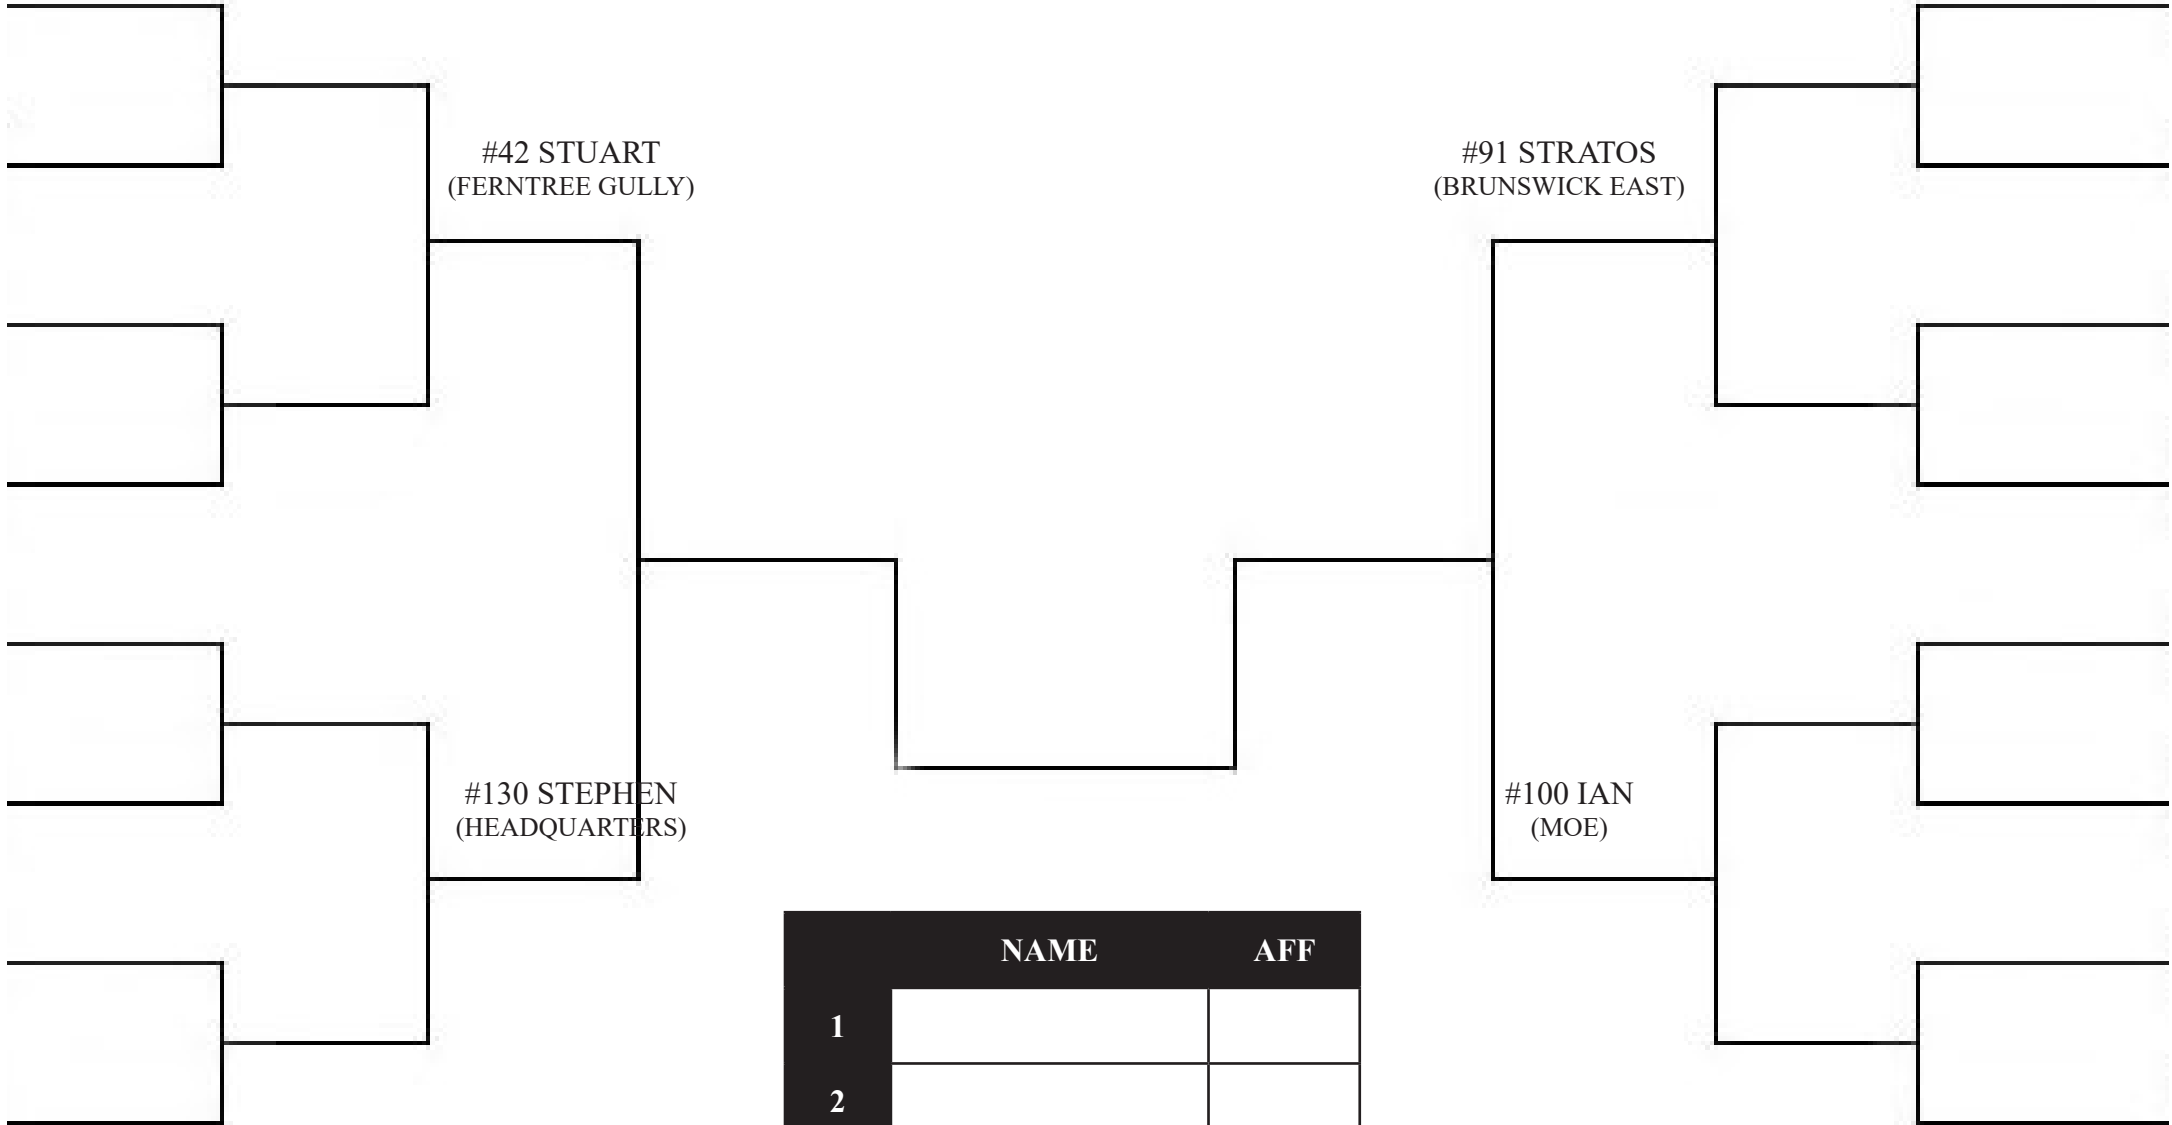 #42 STUART
(FERNTREE GULLY)
#91 STRATOS
(BRUNSWICK EAST)
#130 STEPHEN
(HEADQUARTERS)
#100 IAN
(MOE)
NAME AFF
1
2